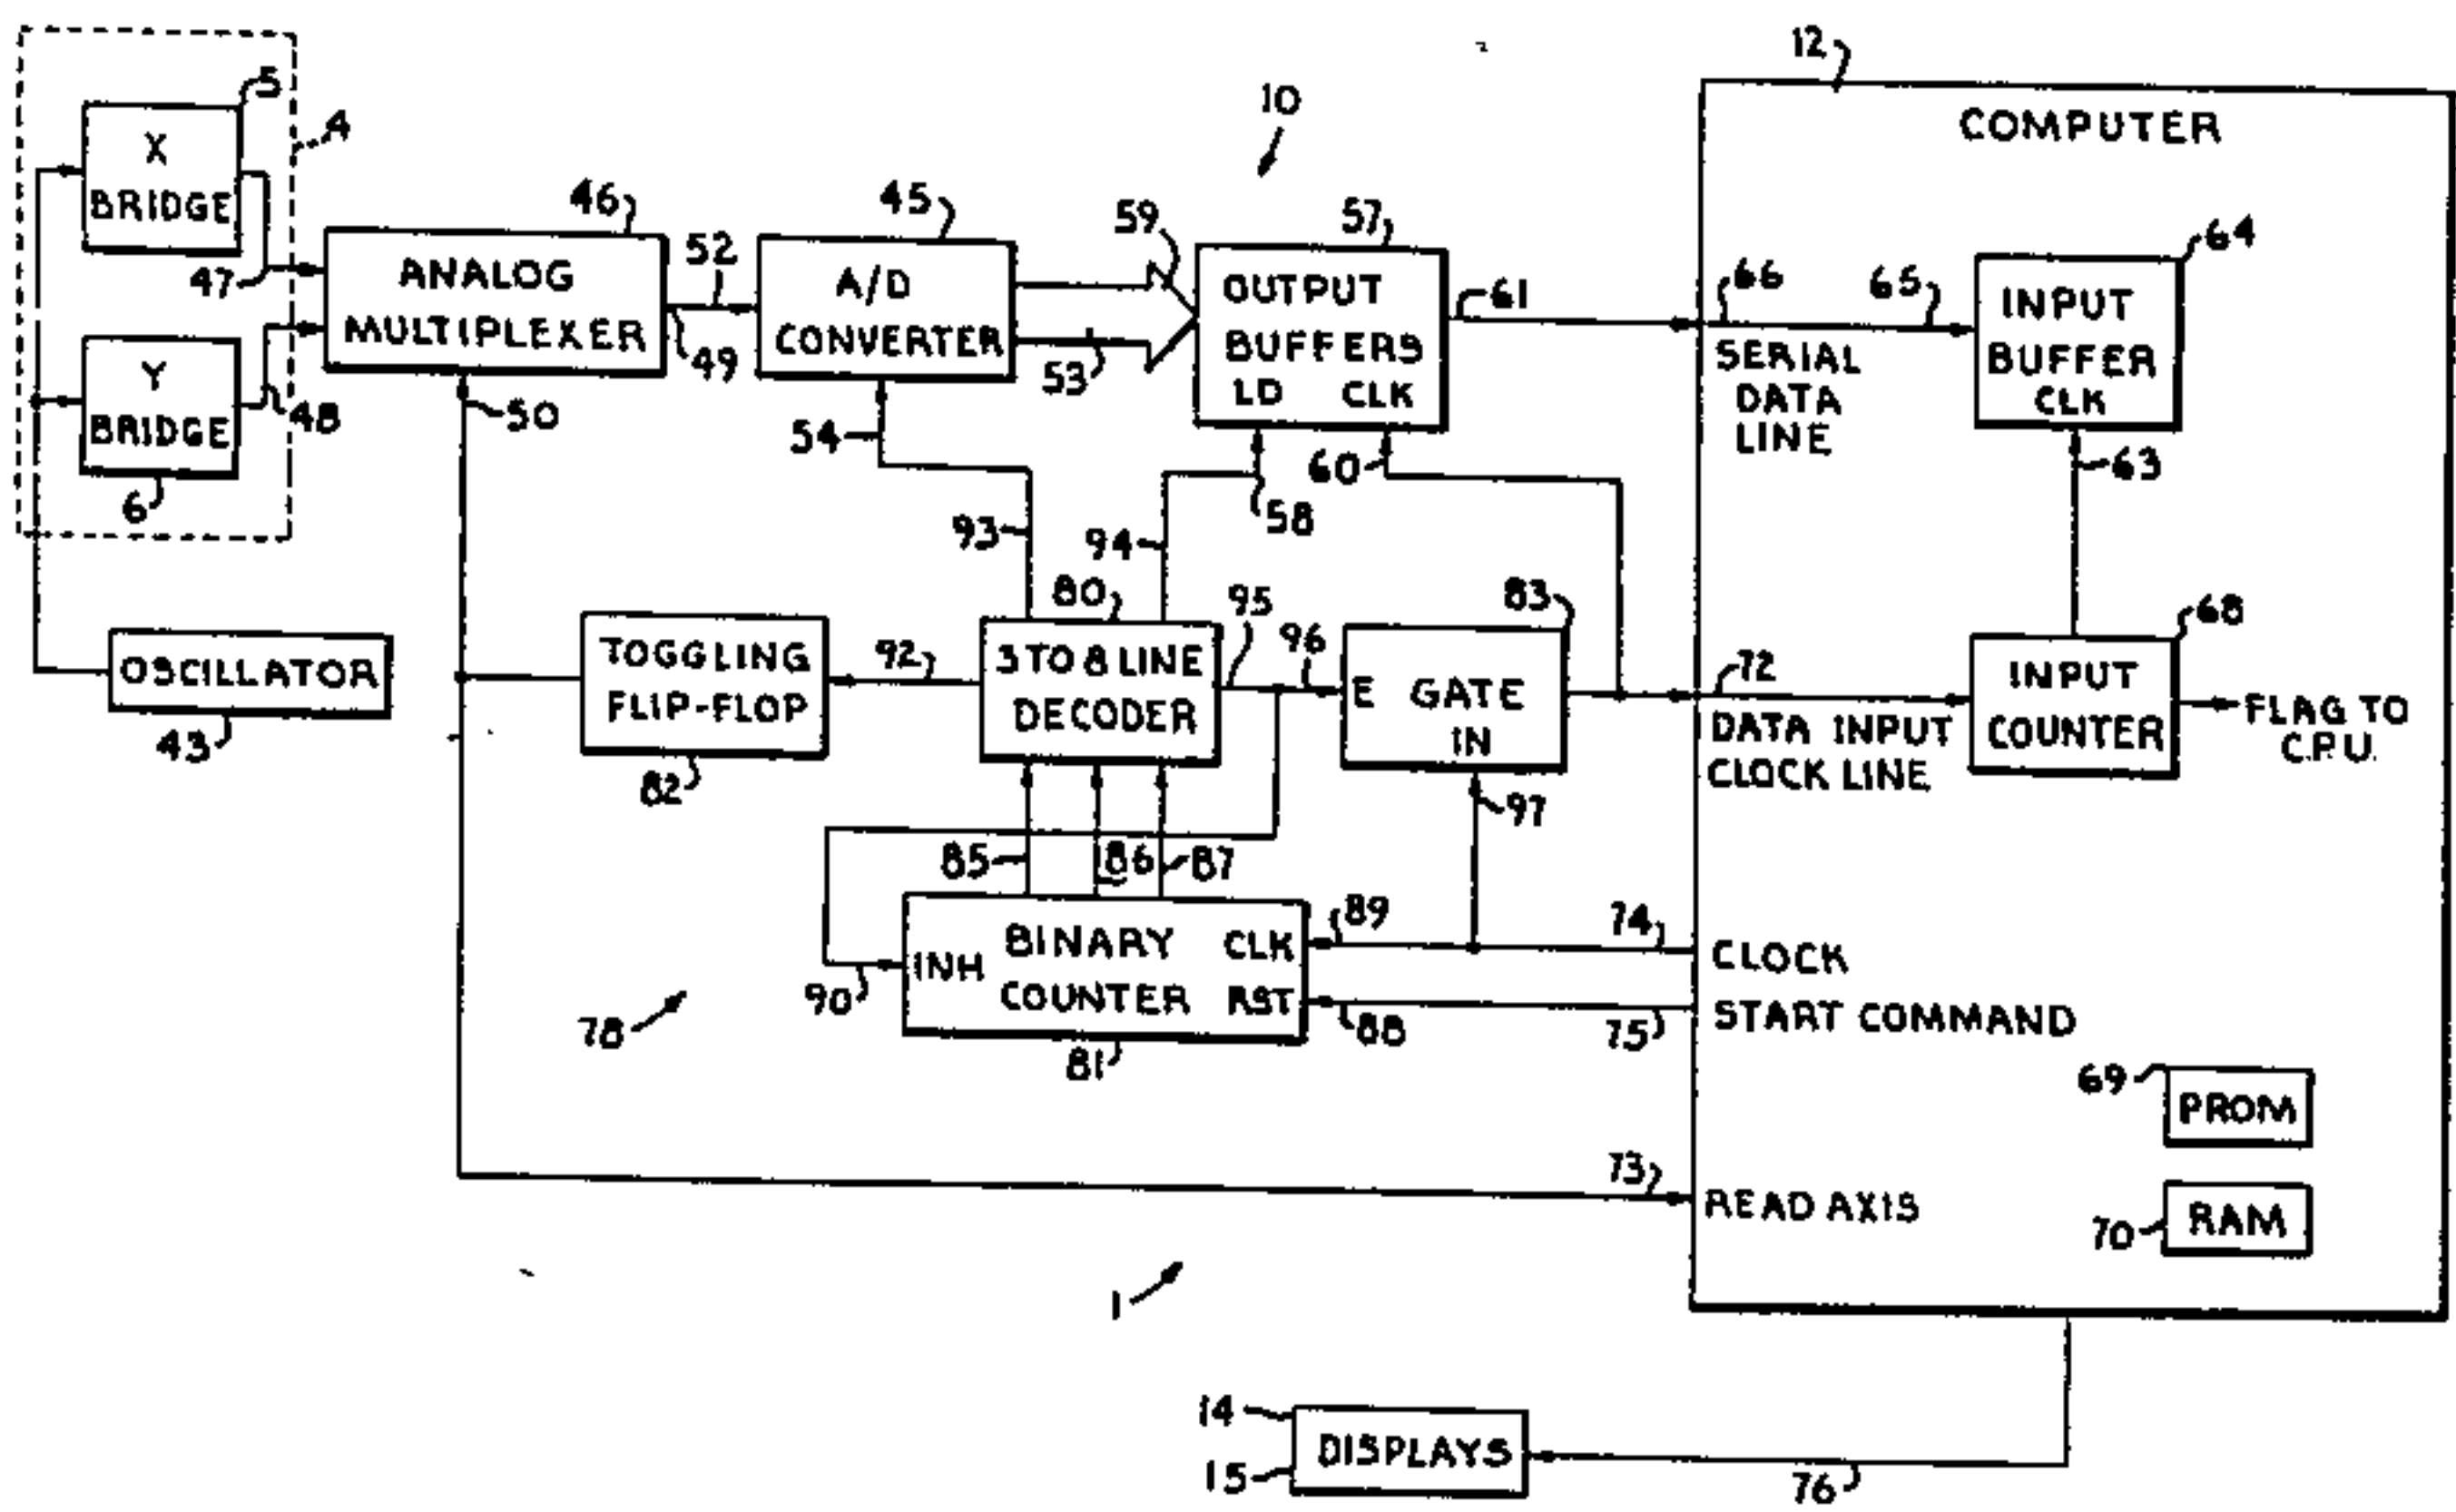 12
COMPUTER
10
5
4
X
BRIDGE
47
Y
BRIDGE
48
6
46
ANALOG
MULTIPLEXER
50
52
49
45
A/D
CONVERTER
54
59
53
57
OUTPUT
BUFFERS
LD CLK
60
58
61
66
65
SERIAL
DATA
LINE
64
INPUT
BUFFER
CLK
63
93
94
OSCILLATOR
43
TOGGLING
FLIP-FLOP
82
92
80
3 TO 8 LINE
DECODER
95
96
83
E GATE
IN
97
72
DATA INPUT
CLOCK LINE
68
INPUT
COUNTER
FLAG TO
C.P.U.
85
86
87
90
INH
BINARY
COUNTER
CLK
RST
81
89
88
74
CLOCK
75
START COMMAND
78
69
PROM
70
RAM
73
READ AXIS
1
14
15
DISPLAYS
76